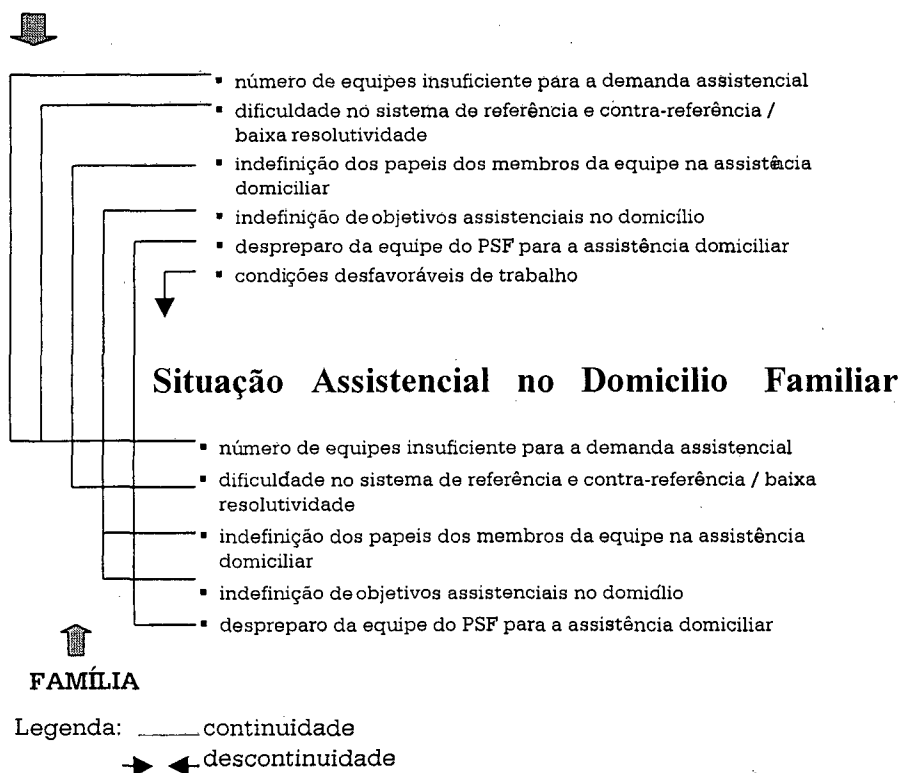 ▪ número de equipes insuficiente para a demanda assistencial
▪ dificuldade no sistema de referência e contra-referência /
baixa resolutividade
▪ indefinição dos papeis dos membros da equipe na assistêcia
domiciliar
▪ indefinição de objetivos assistenciais no domicílio
▪ despreparo da equipe do PSF para a assistência domiciliar
▪ condições desfavoráveis de trabalho
Situação Assistencial no Domicilio Familiar
▪ número de equipes insuficiente para a demanda assistencial
▪ dificuldade no sistema de referência e contra-referência / baixa
resolutividade
▪ indefinição dos papeis dos membros da equipe na assistência
domiciliar
▪ indefinição de objetivos assistenciais no domicílio
▪ despreparo da equipe do PSF para a assistência domiciliar
FAMÍLIA
Legenda: ______ continuidade
descontinuidade